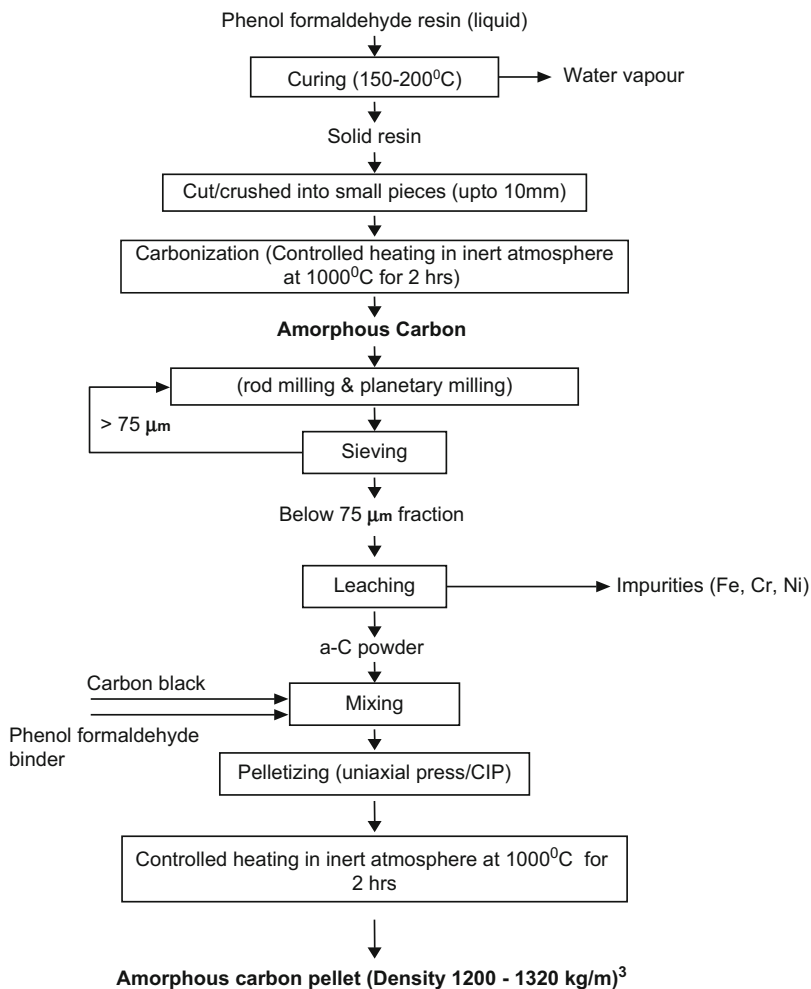 Phenol formaldehyde resin (liquid)
Curing (150-200⁰C)
Water vapour
Solid resin
Cut/crushed into small pieces (upto 10mm)
Carbonization (Controlled heating in inert atmosphere
at 1000⁰C for 2 hrs)
Amorphous Carbon
(rod milling & planetary milling)
> 75 μm
Sieving
Below 75 μm fraction
Leaching
Impurities (Fe, Cr, Ni)
a-C powder
Carbon black
Mixing
Phenol formaldehyde
binder
Pelletizing (uniaxial press/CIP)
Controlled heating in inert atmosphere at 1000⁰C for
2 hrs
Amorphous carbon pellet (Density 1200 - 1320 kg/m)³